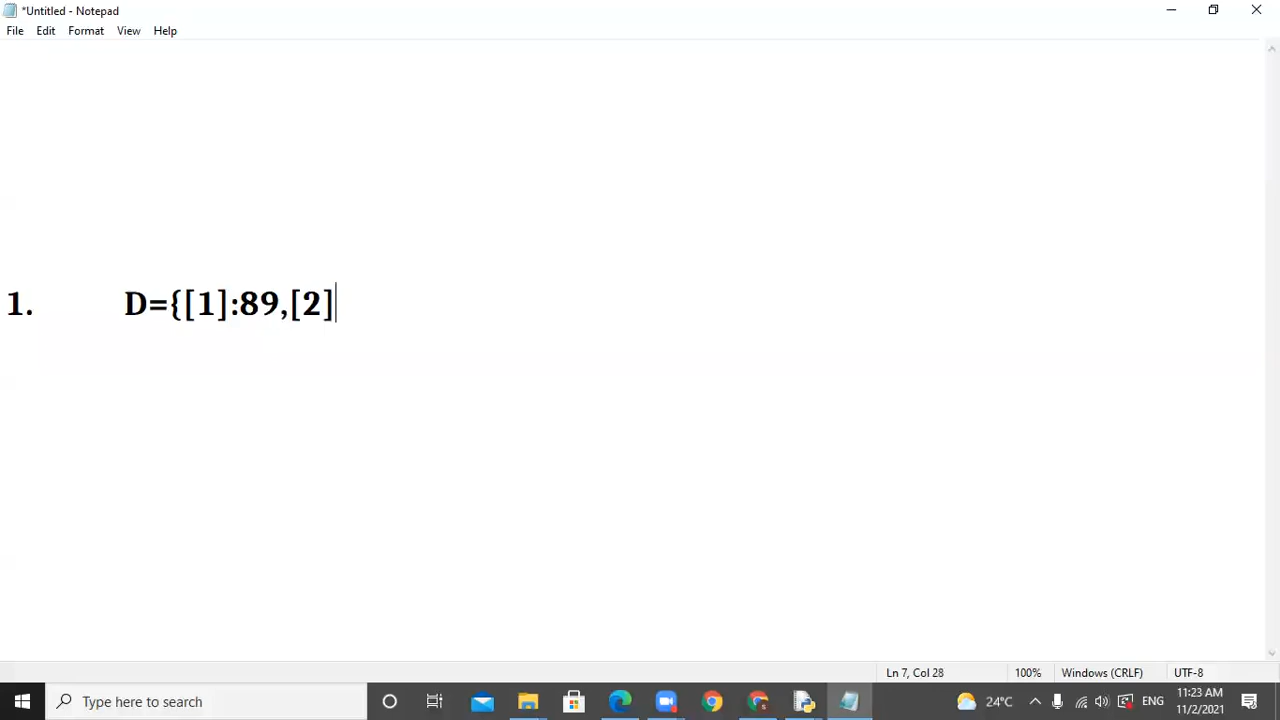 *Untitled - Notepad
File Edit Format View Help
1. D={[1]:89,[2]
Ln 7, Col 28 100% Windows (CRLF) UTF-8
Type here to search 24°C ENG 11:23 AM
11/2/2021